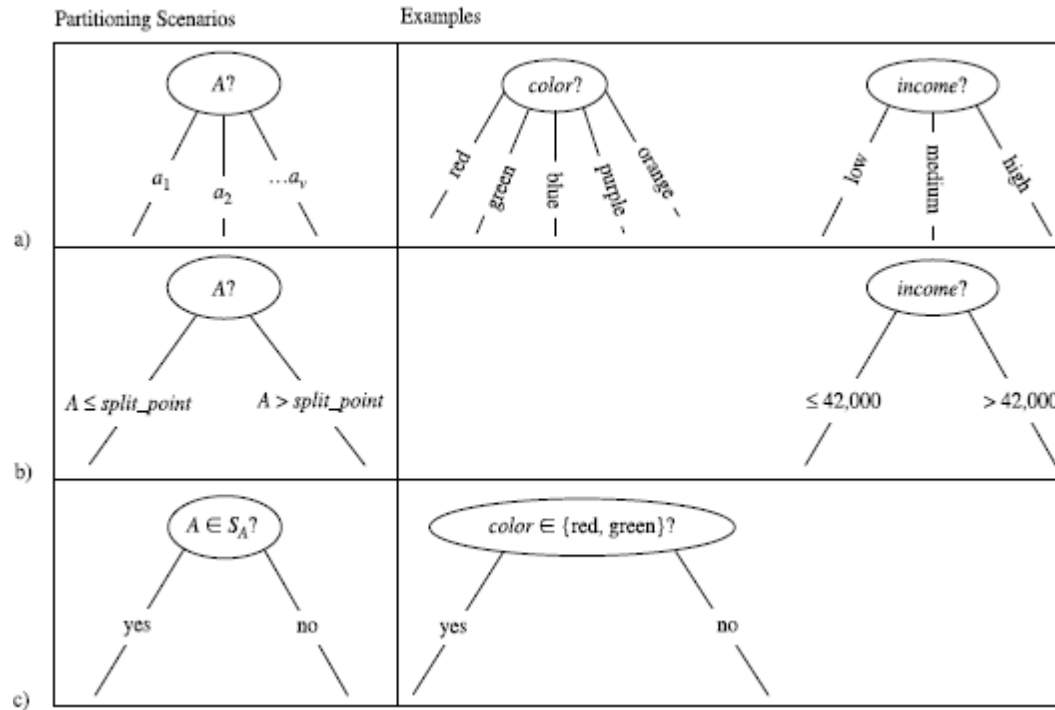 Partitioning Scenarios
Examples
A?
a1
a2
...av
color?
red
green
blue
purple
orange
income?
low
medium
high
a)
A?
A ≤ split_point
A > split_point
income?
≤ 42,000
> 42,000
b)
A ∈ SA?
yes
no
color ∈ {red, green}?
yes
no
c)